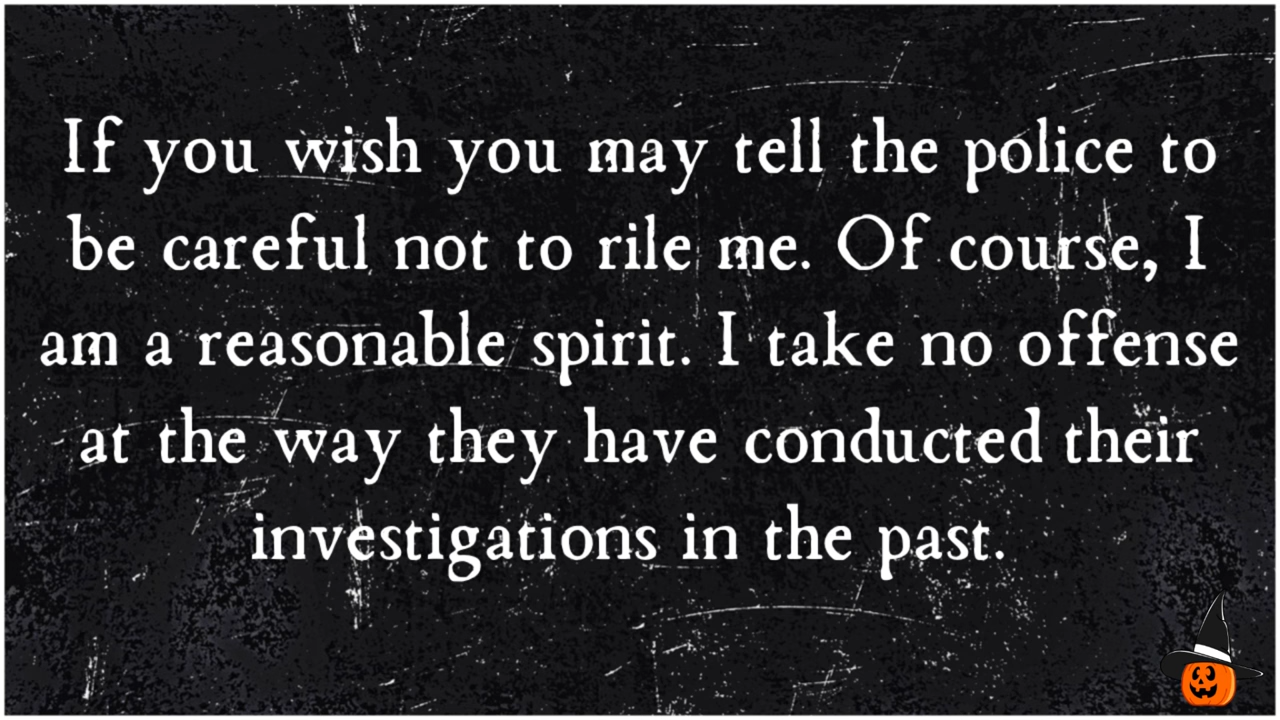 If you wish you may tell the police to
be careful not to rile me. Of course, I
am a reasonable spirit. I take no offense
at the way they have conducted their
investigations in the past.